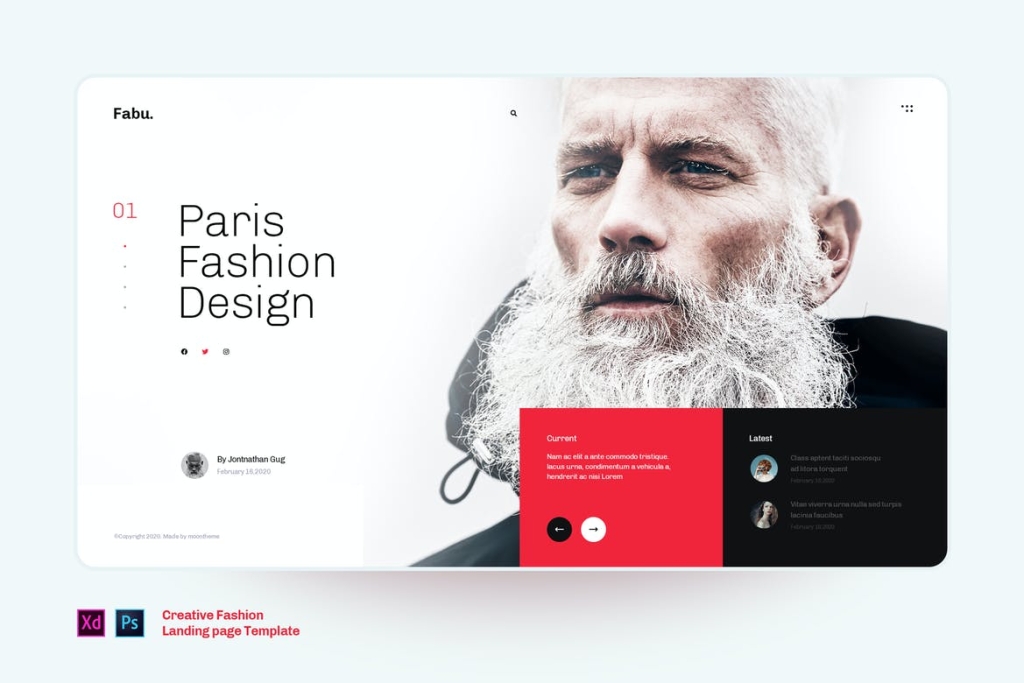 Fabu.
01
Paris
Fashion
Design
By Jontnathan Gug
February 16,2020
©Copyright 2020. Made by moontheme
Current
Nam ac elit a ante commodo tristique.
lacus urna, condimentum a vehicula a,
hendrerit ac nisi Lorem
Latest
Class aptent taciti sociosqu
ad litora torquent
February 16,2020
Vitae viverra urna nulla sed turpis
lacinia faucibus
February 16,2020
Xd
Ps
Creative Fashion
Landing page Template